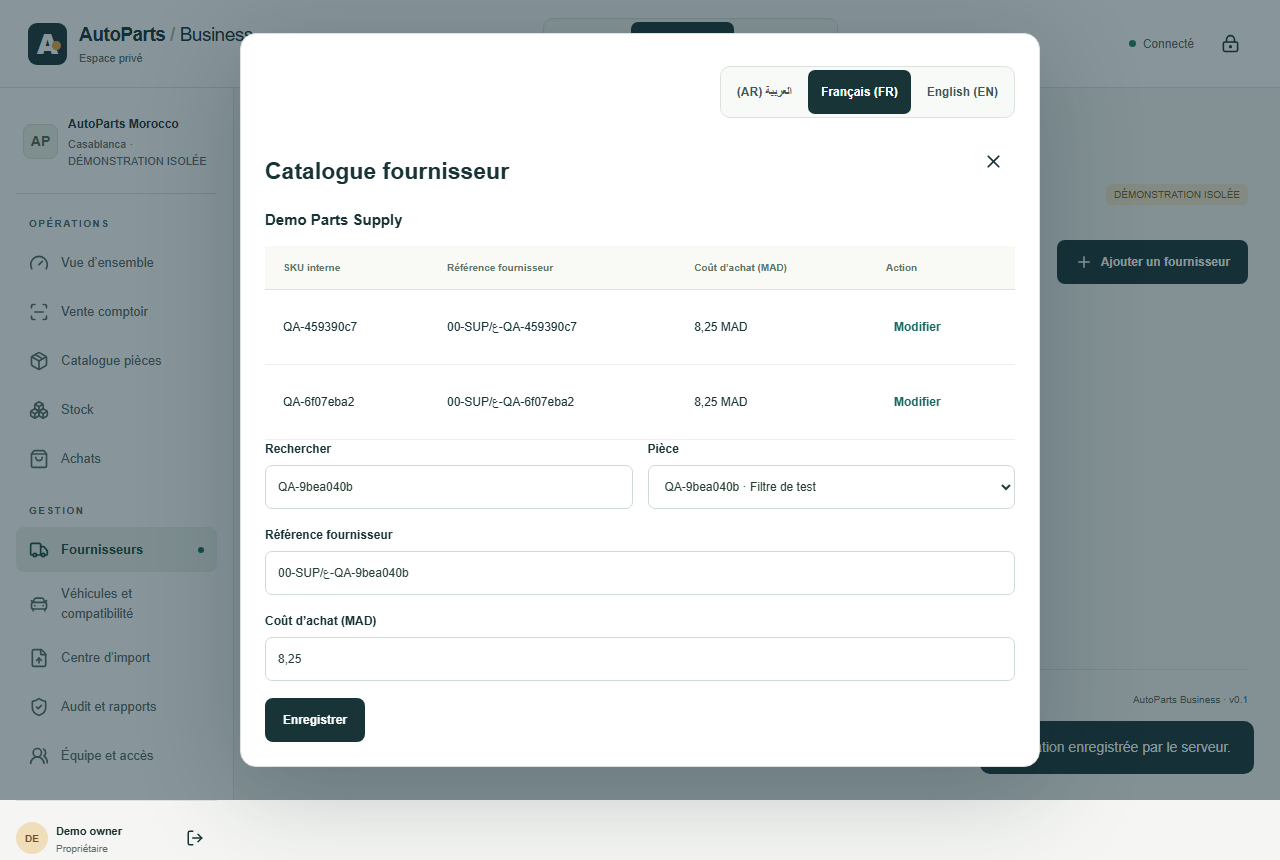 AutoParts / Business
Espace privé
Connecté
AP
AutoParts Morocco
Casablanca ·
DÉMONSTRATION ISOLÉE
OPÉRATIONS
Vue d'ensemble
Vente comptoir
Catalogue pièces
Stock
Achats
GESTION
Fournisseurs
Véhicules et
compatibilité
Centre d'import
Audit et rapports
Équipe et accès
DE
Demo owner
Propriétaire
DÉMONSTRATION ISOLÉE
Ajouter un fournisseur
العربية (AR)
Français (FR)
English (EN)
Catalogue fournisseur
Demo Parts Supply
SKU interne Référence fournisseur Coût d'achat (MAD) Action
QA-459390c7 00-SUP/ع-QA-459390c7 8,25 MAD Modifier
QA-6f07eba2 00-SUP/ع-QA-6f07eba2 8,25 MAD Modifier
Rechercher Pièce
QA-9bea040b QA-9bea040b · Filtre de test
Référence fournisseur
00-SUP/ع-QA-9bea040b
Coût d'achat (MAD)
8,25
Enregistrer
AutoParts Business · v0.1
enregistrée par le serveur.